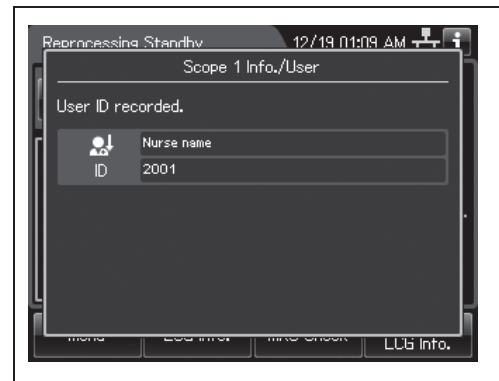 Reprocessing Standby 12/19 01:09 AM
Scope 1 Info./User
User ID recorded.
Nurse name
ID 2001
LCG Info.